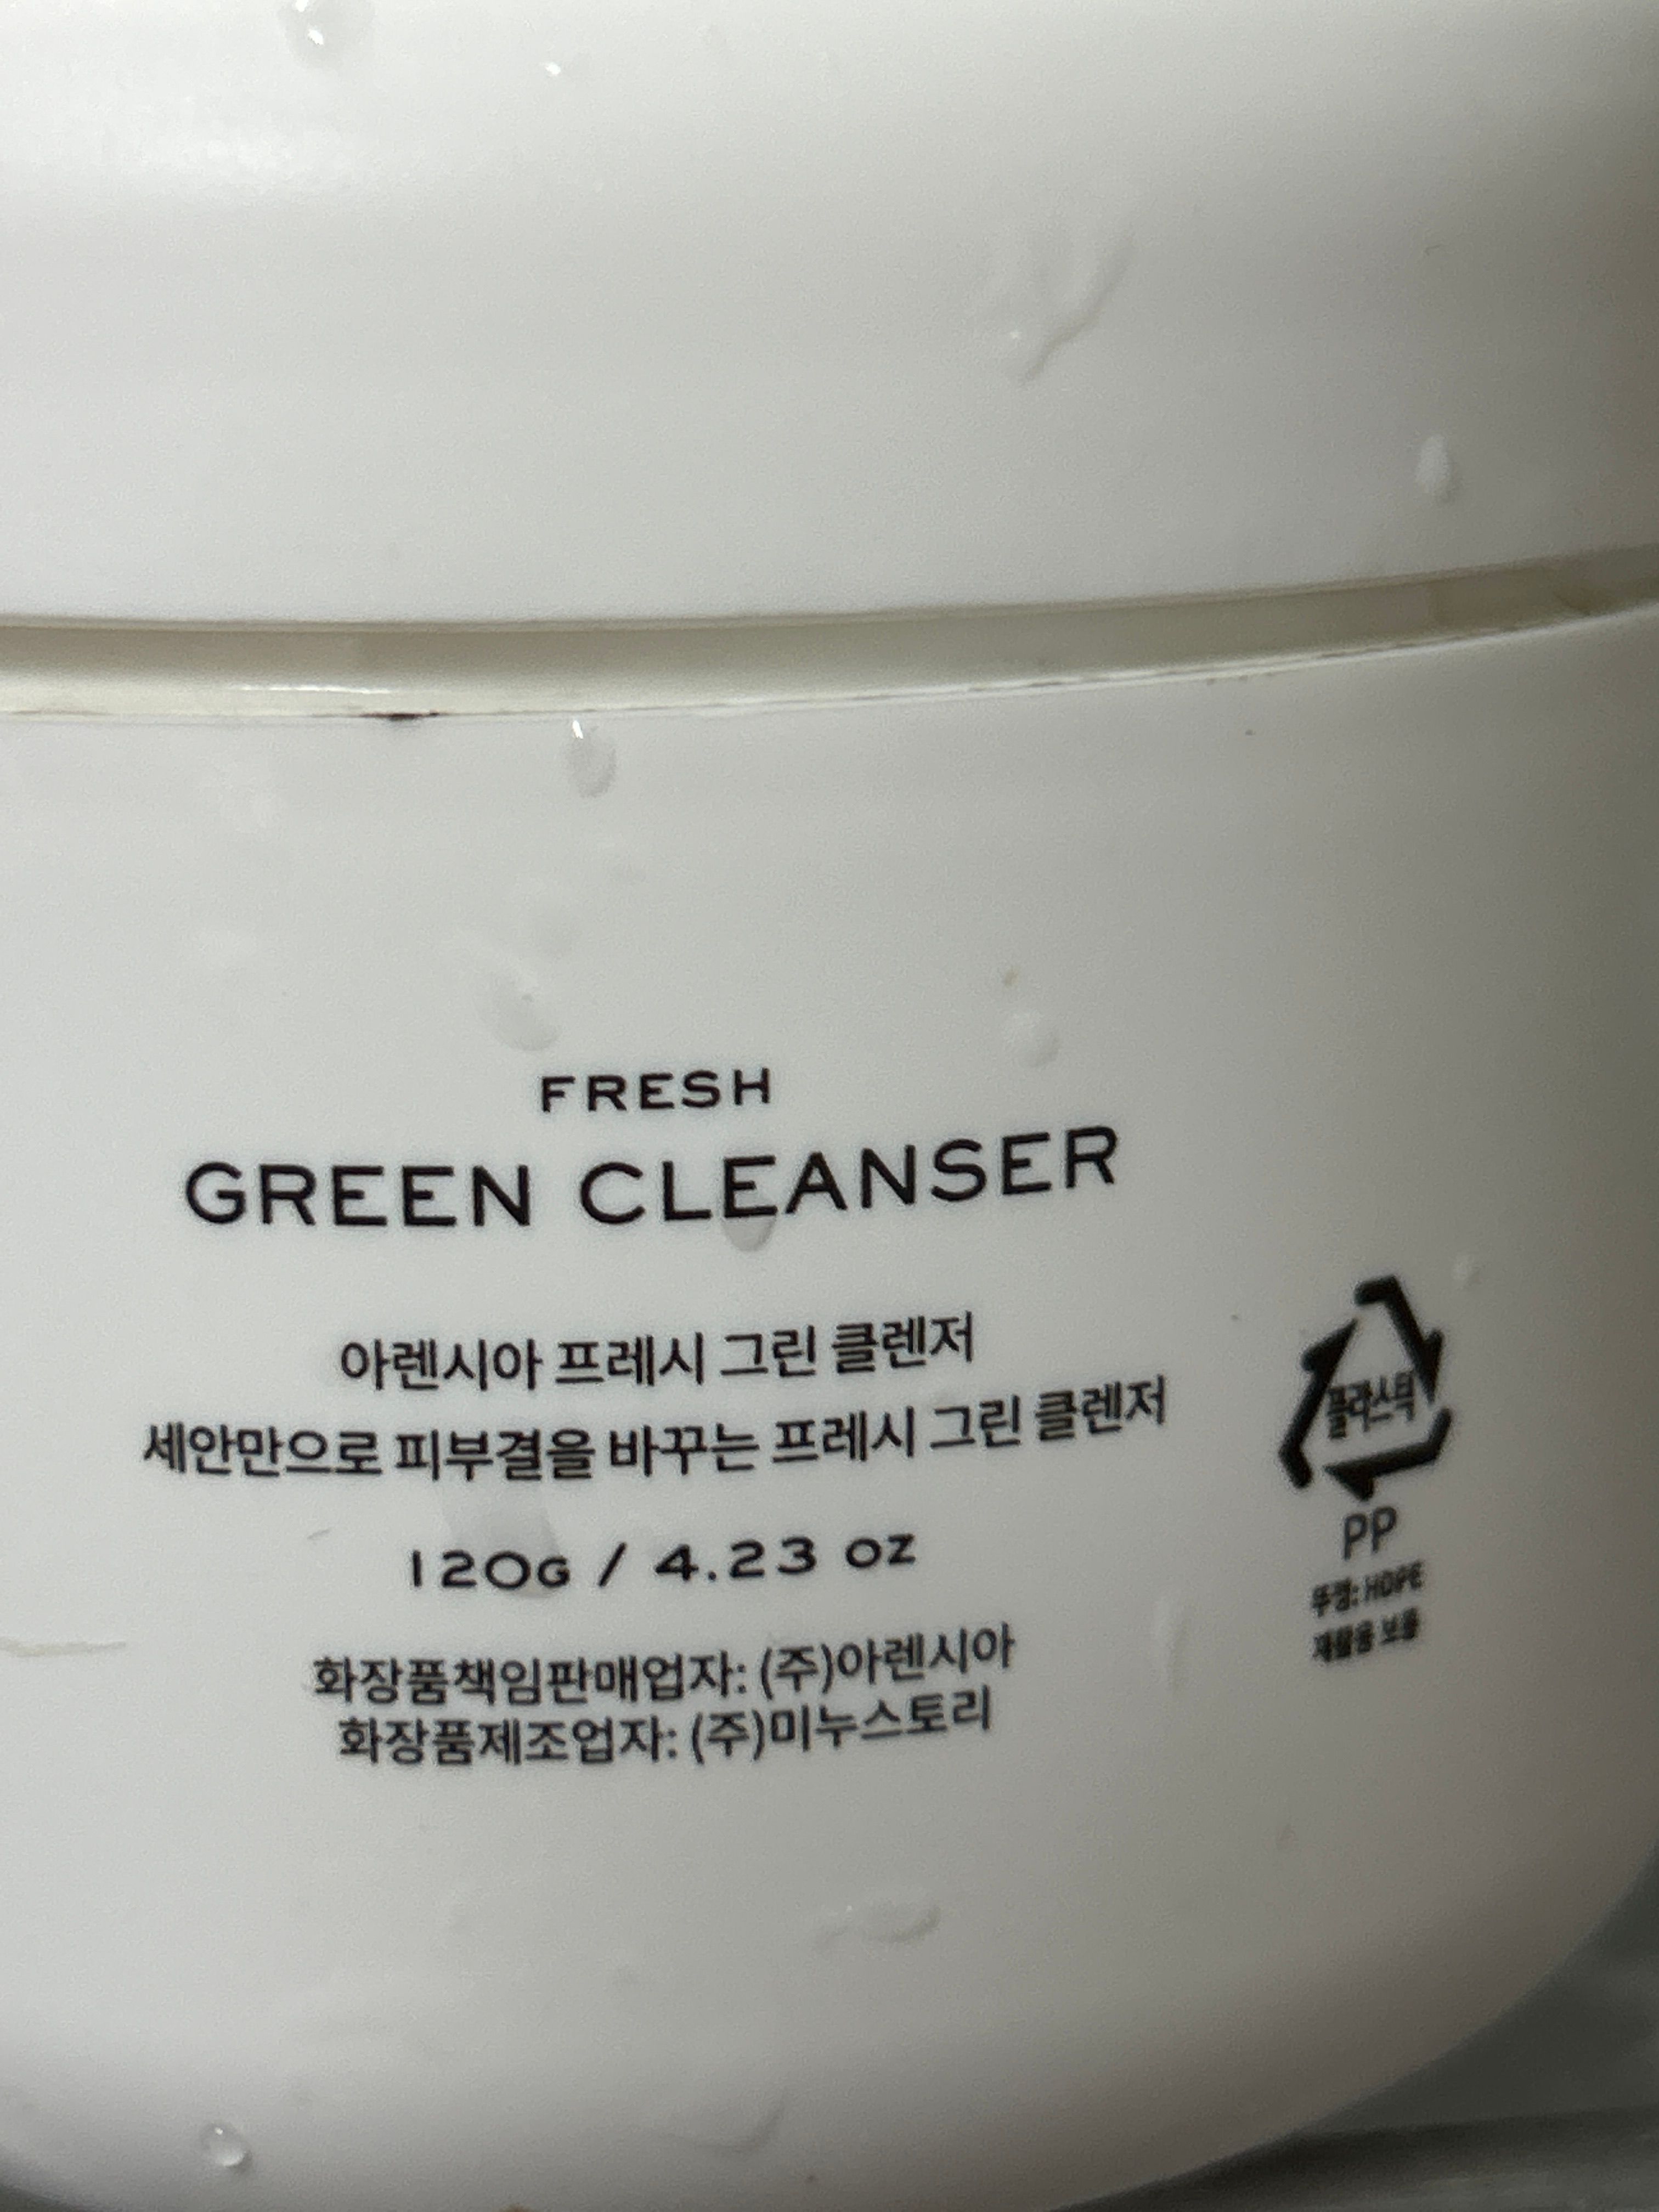 FRESH
GREEN CLEANSER
아렌시아 프레시 그린 클렌저
세안만으로 피부결을 바꾸는 프레시 그린 클렌저
120G / 4.23 OZ
화장품책임판매업자: (주)아렌시아
화장품제조업자: (주)미누스토리
플라스틱
PP
뚜껑: HDPE
재활용 보통